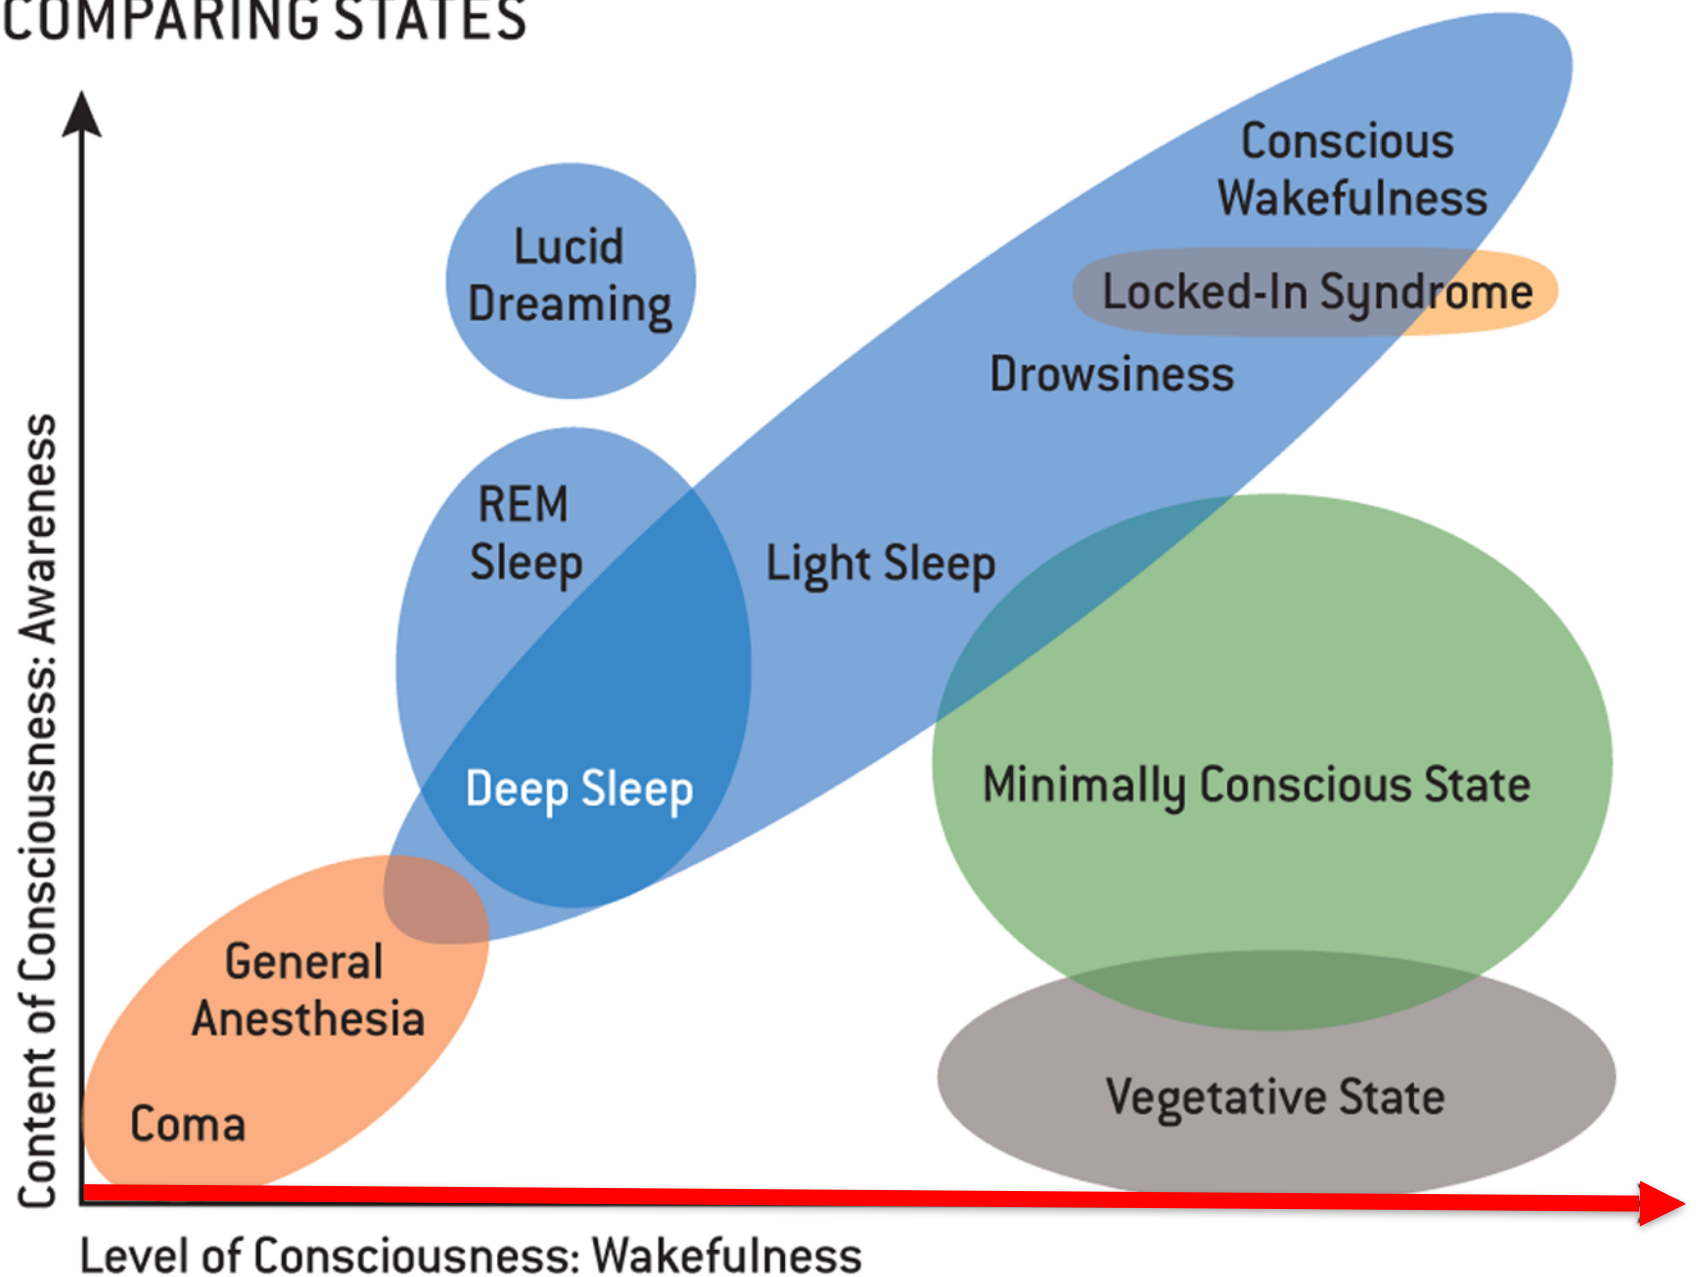 COMPARING STATES
Conscious
Wakefulness
Lucid
Dreaming
Locked-In Syndrome
Drowsiness
REM
Sleep
Light Sleep
Deep Sleep
Minimally Conscious State
General
Anesthesia
Coma
Vegetative State
Content of Consciousness: Awareness
Level of Consciousness: Wakefulness